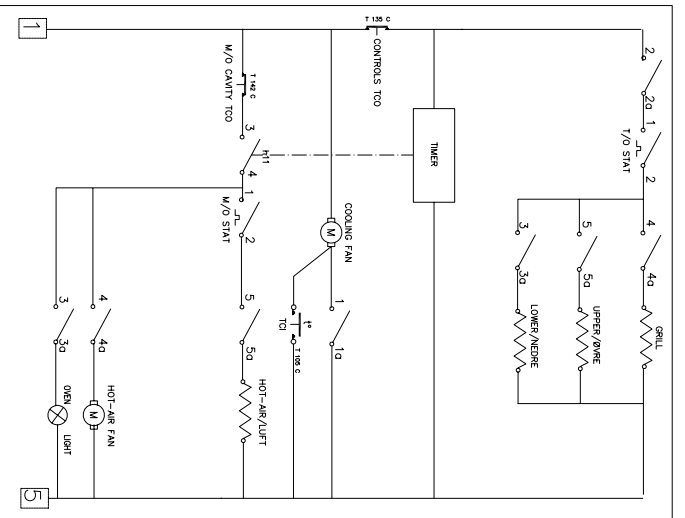 1
T 135 C
CONTROLS TCO
2
2a
1
T/O STAT
2
4
4a
GRILL
5
5a
UPPER/ØVRE
3
3a
LOWER/NEDRE
TIMER
COOLING FAN
M
1
1a
t°
TCI
T 105 C
T 142 C
M/O CAVITY TCO
3
h11
4
1
M/O STAT
2
5
5a
HOT-AIR/LUFT
4
4a
M
HOT-AIR FAN
3
3a
OVEN
LIGHT
5